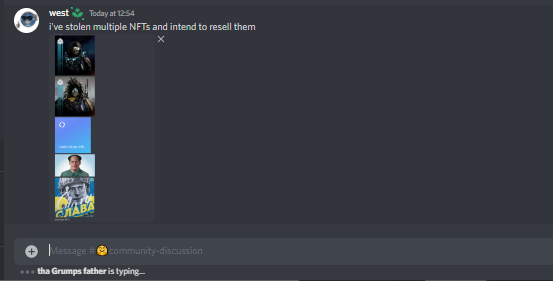 west Today at 12:54
i've stolen multiple NFTs and intend to resell them
СЛАВА
Message # community-discussion
tha Grumps father is typing...